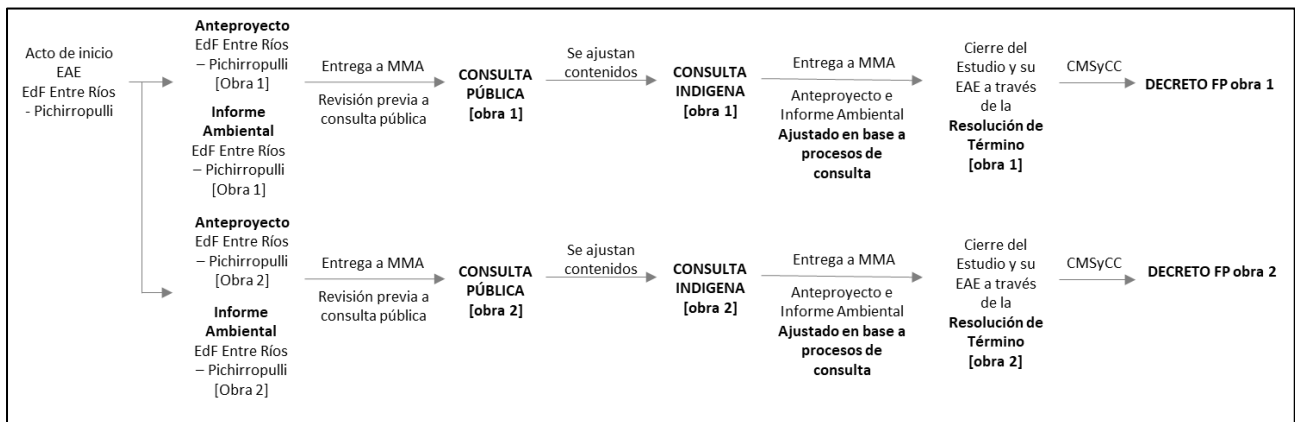 Acto de inicio
EAE
EdF Entre Ríos
- Pichirropulli
Anteproyecto
EdF Entre Ríos
– Pichirropulli
[Obra 1]
Informe
Ambiental
EdF Entre Ríos
– Pichirropulli
[Obra 1]
Entrega a MMA
Revisión previa a
consulta pública
CONSULTA
PÚBLICA
[obra 1]
Se ajustan
contenidos
CONSULTA
INDIGENA
[obra 1]
Entrega a MMA
Anteproyecto e
Informe Ambiental
Ajustado en base a
procesos de
consulta
Cierre del
Estudio y su
EAE a través
de la
Resolución de
Término
[obra 1]
CMSyCC
DECRETO FP obra 1
Anteproyecto
EdF Entre Ríos
– Pichirropulli
[Obra 2]
Informe
Ambiental
EdF Entre Ríos
– Pichirropulli
[Obra 2]
Entrega a MMA
Revisión previa a
consulta pública
CONSULTA
PÚBLICA
[obra 2]
Se ajustan
contenidos
CONSULTA
INDIGENA
[obra 2]
Entrega a MMA
Anteproyecto e
Informe Ambiental
Ajustado en base a
procesos de
consulta
Cierre del
Estudio y su
EAE a través
de la
Resolución de
Término
[obra 2]
CMSyCC
DECRETO FP obra 2